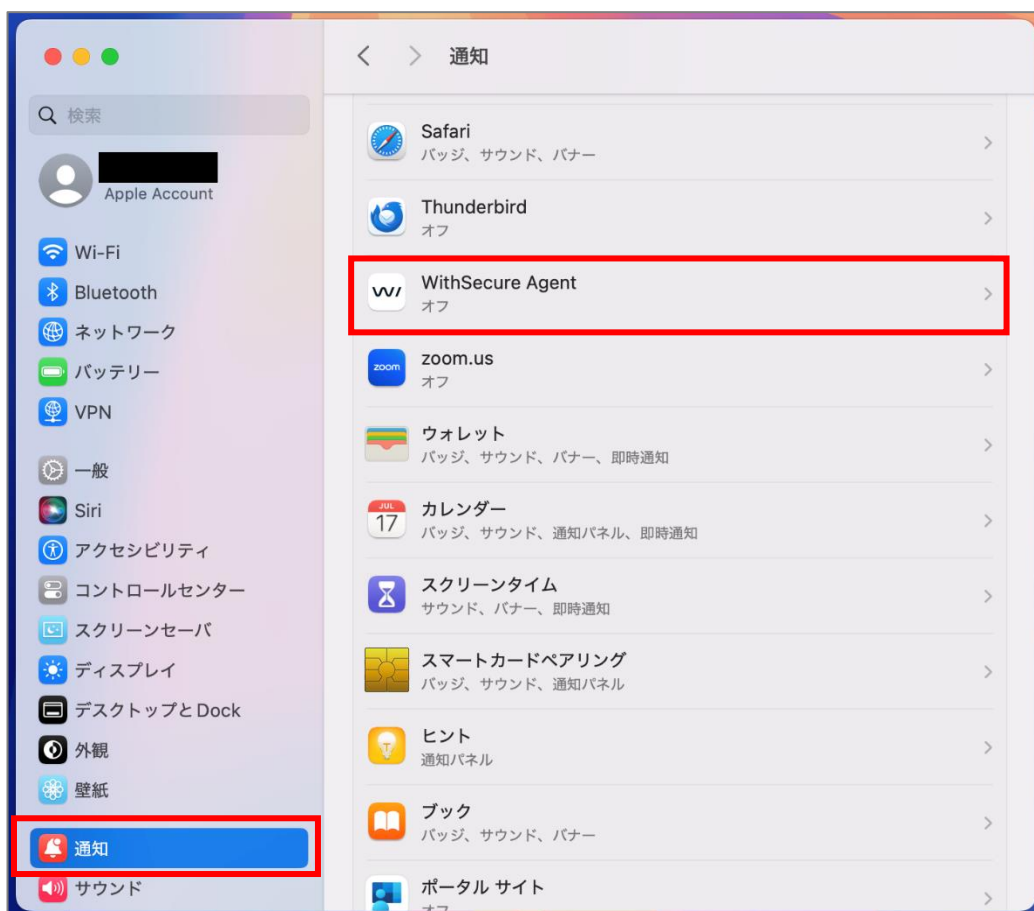 通知
検索
Apple Account
Wi-Fi
Bluetooth
ネットワーク
バッテリー
VPN
一般
Siri
アクセシビリティ
コントロールセンター
スクリーンセーバ
ディスプレイ
デスクトップとDock
外観
壁紙
通知
サウンド
Safari
バッジ、サウンド、バナー
Thunderbird
オフ
WithSecure Agent
オフ
zoom
zoom.us
オフ
ウォレット
バッジ、サウンド、バナー、即時通知
JUL
17
カレンダー
バッジ、サウンド、通知パネル、即時通知
スクリーンタイム
サウンド、バナー、即時通知
スマートカードペアリング
バッジ、サウンド、通知パネル
ヒント
通知パネル
ブック
バッジ、サウンド、バナー
ポータル サイト
オフ